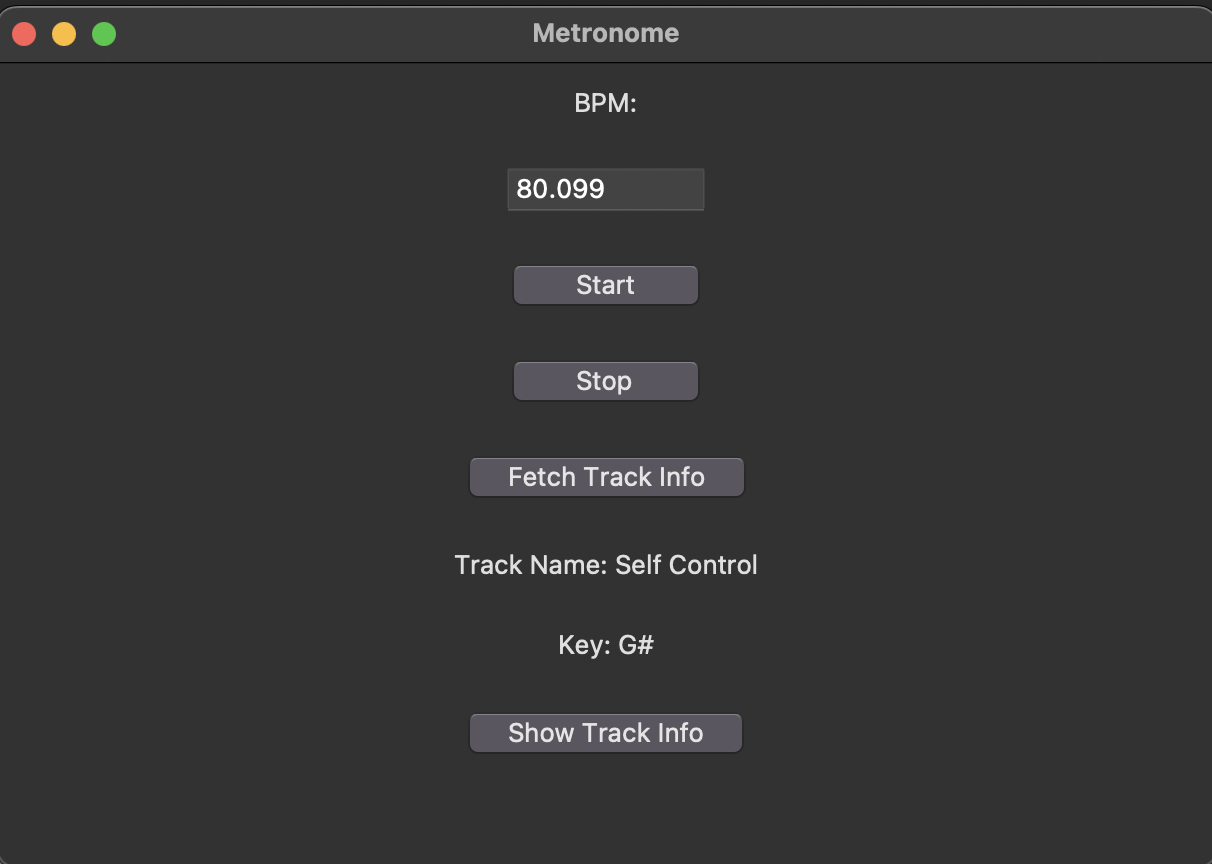 Metronome
BPM:
80.099
Start
Stop
Fetch Track Info
Track Name: Self Control
Key: G#
Show Track Info